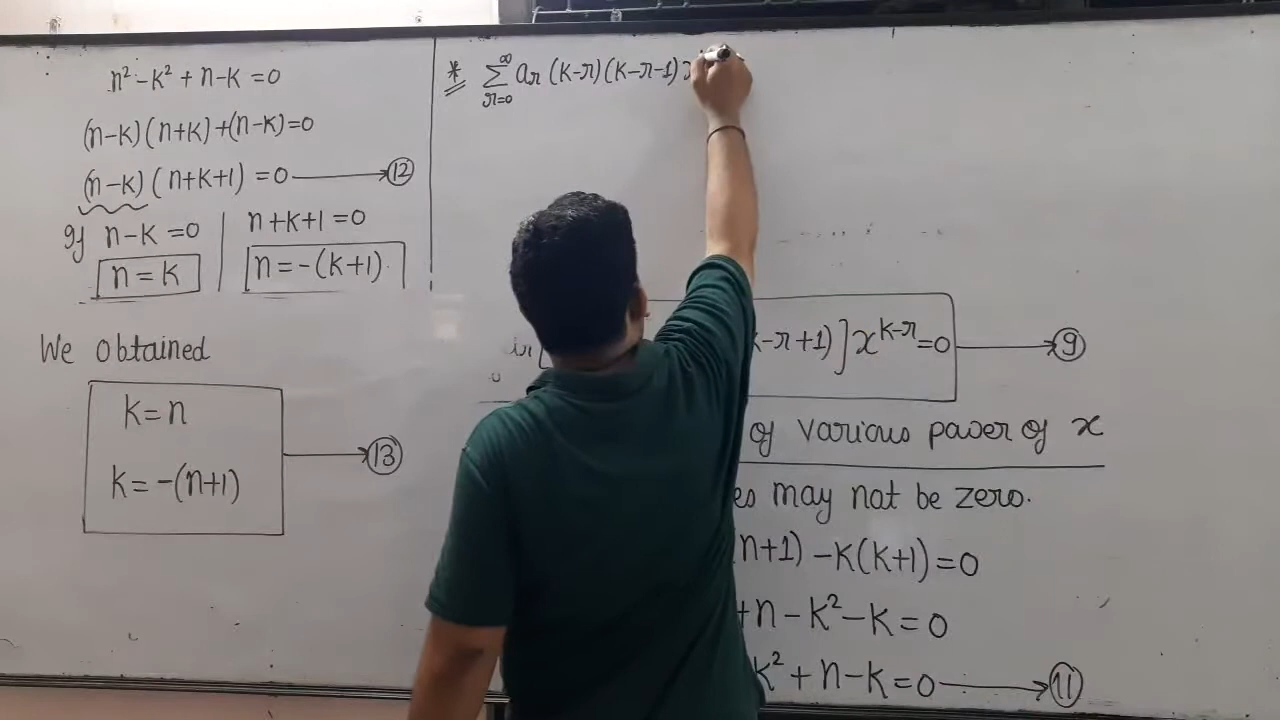 n² - k² + n - k = 0
(n-k)(n+k)+(n-k)=0
(n-k)(n+k+1) = 0 → 12
If n-k = 0 | n+k+1 = 0
n = k | n = -(k+1)
We obtained
k = n
k = -(n+1) → 13
* ∑_{r=0}^{∞} a_r (k-r)(k-r-1)
k-r+1)] x^{k-r} = 0 → 9
of various power of x
may not be zero.
n+1) - k(k+1) = 0
+n - k² - k = 0
k² + n - k = 0 → 11